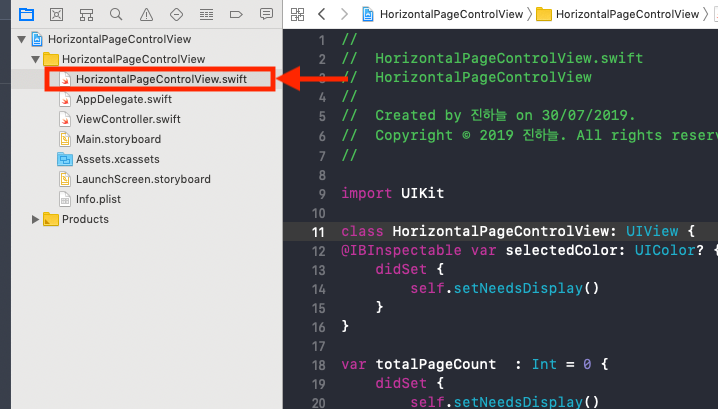 HorizontalPageControlView
HorizontalPageControlView
HorizontalPageControlView.swift
AppDelegate.swift
ViewController.swift
Main.storyboard
Assets.xcassets
LaunchScreen.storyboard
Info.plist
Products
HorizontalPageControlView
HorizontalPageControlView
1 //
2 // HorizontalPageControlView.swift
3 // HorizontalPageControlView
4 //
5 // Created by 진하늘 on 30/07/2019.
6 // Copyright © 2019 진하늘. All rights reser
7 //
8
9 import UIKit
10
11 class HorizontalPageControlView: UIView {
12 @IBInspectable var selectedColor: UIColor? {
13 didSet {
14 self.setNeedsDisplay()
15 }
16 }
17
18 var totalPageCount : Int = 0 {
19 didSet {
20 self.setNeedsDisplay()